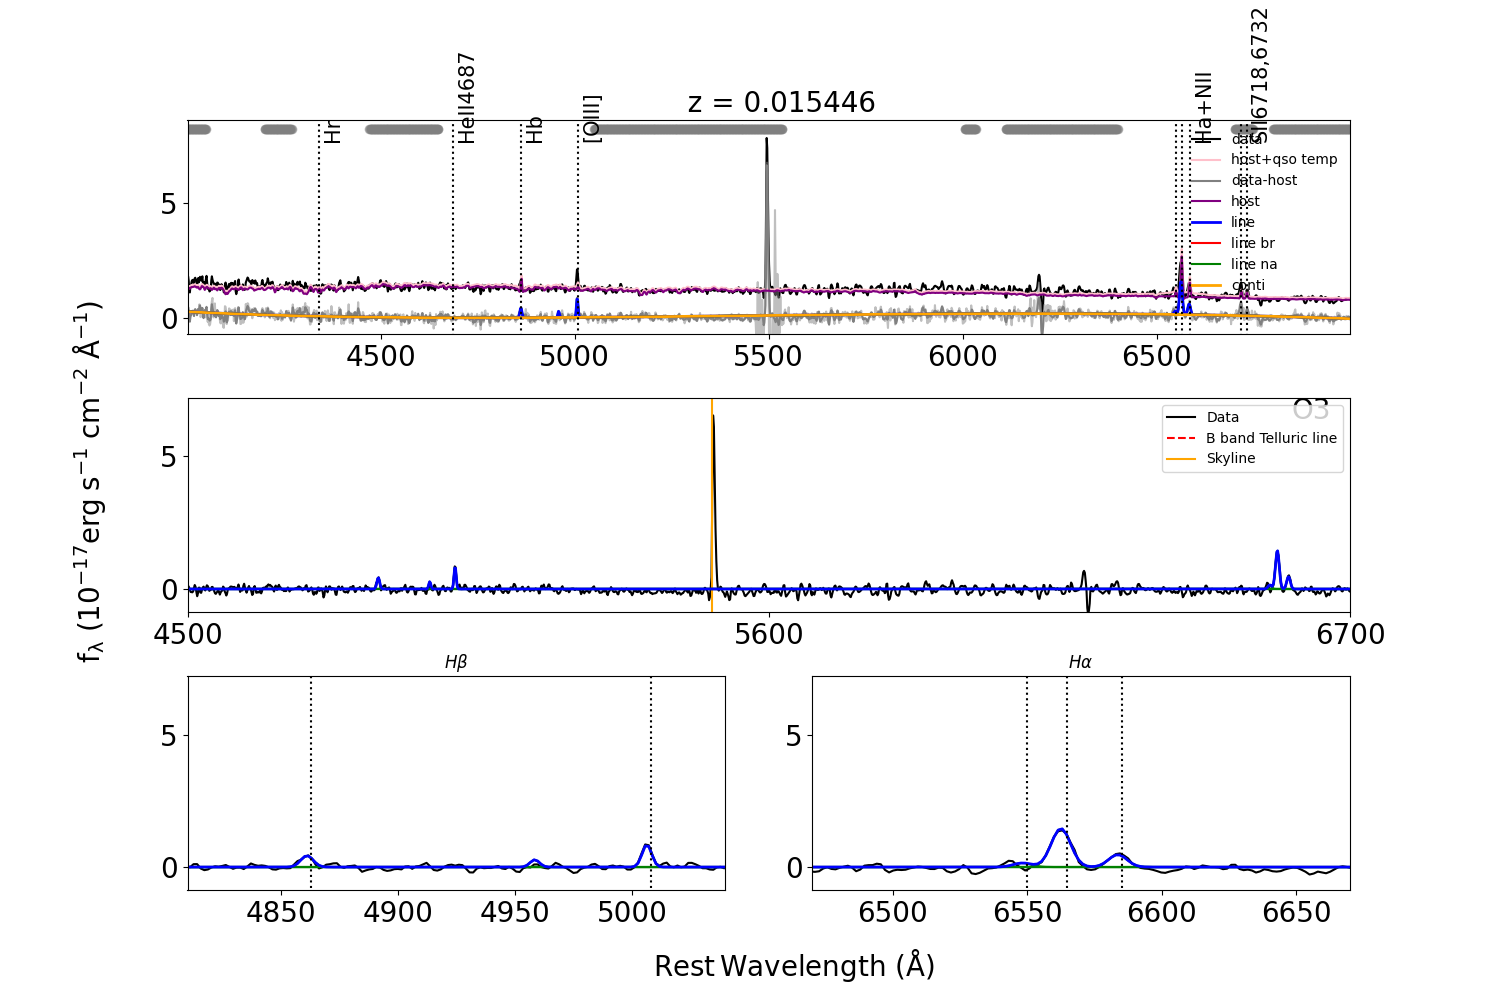 z = 0.015446
Hr
HeII4687
Hb
[OIII]
Ha+NII
SII6718,6732
data
host+qso temp
data-host
host
line
line br
line na
conti
5
0
4500
5000
5500
6000
6500
O3
Data
B band Telluric line
Skyline
5
0
4500
5600
6700
fλ (10⁻¹⁷erg s⁻¹ cm⁻² Å⁻¹)
Hβ
5
0
4850
4900
4950
5000
Hα
5
0
6500
6550
6600
6650
Rest Wavelength (Å)